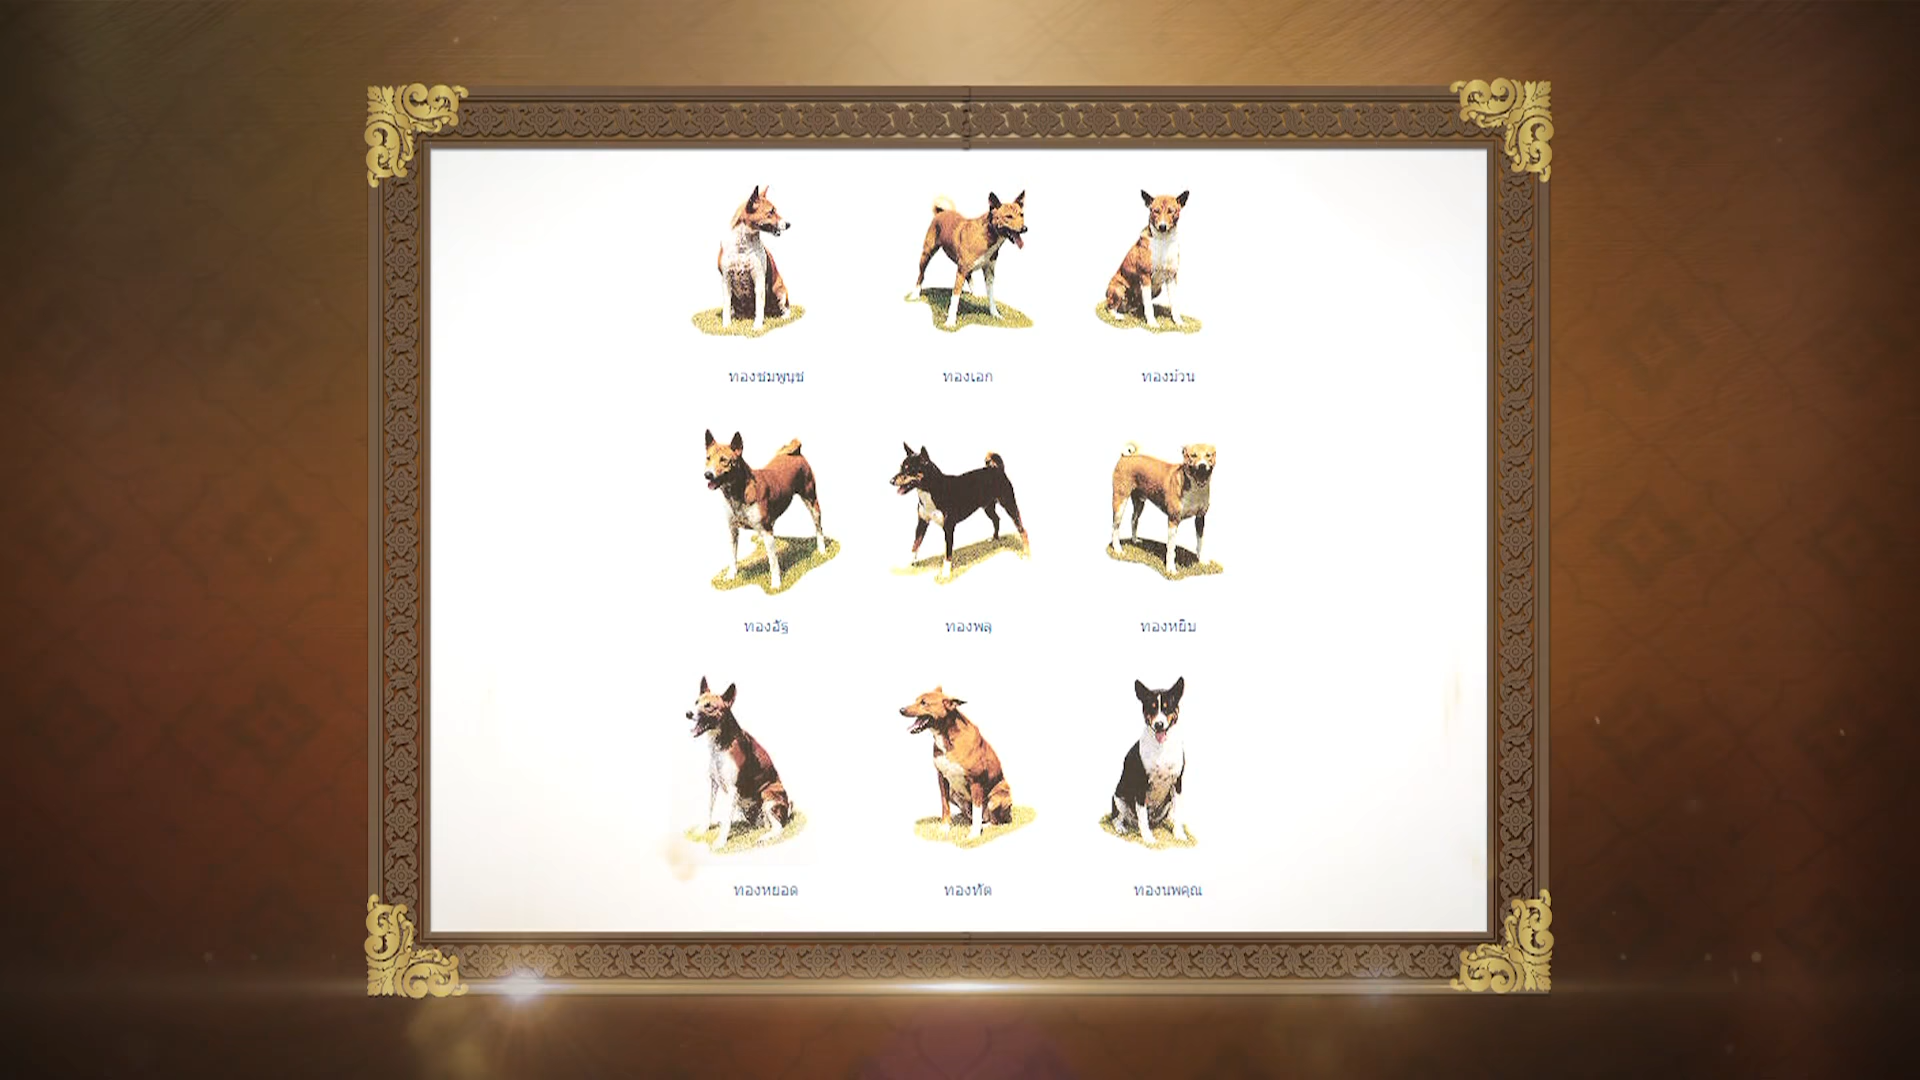 ทองชมพูนุช
ทองเอก
ทองม้วน
ทองอัฐ
ทองพลุ
ทองหยิบ
ทองหยอด
ทองทัต
ทองนพคุณ